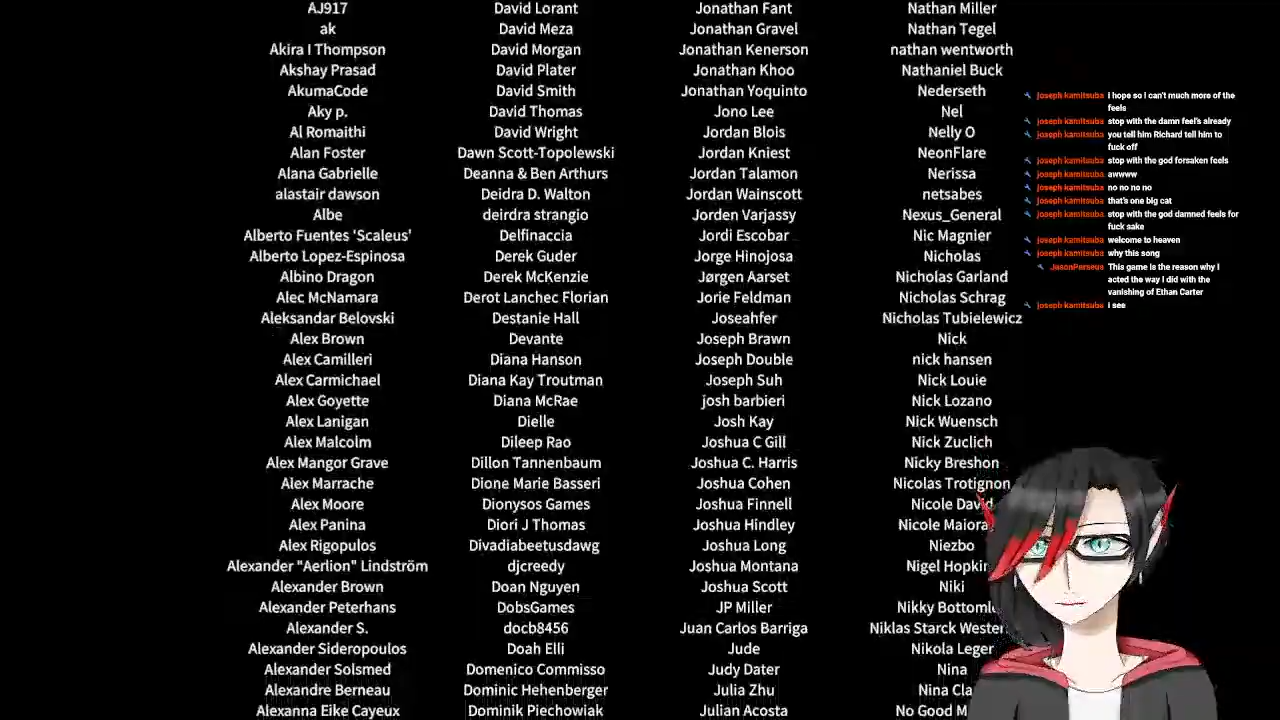 AJ917
ak
Akira I Thompson
Akshay Prasad
AkumaCode
Aky p.
Al Romaithi
Alan Foster
Alana Gabrielle
alastair dawson
Albe
Alberto Fuentes 'Scaleus'
Alberto Lopez-Espinosa
Albino Dragon
Alec McNamara
Aleksandar Belovski
Alex Brown
Alex Camilleri
Alex Carmichael
Alex Goyette
Alex Lanigan
Alex Malcolm
Alex Mangor Grave
Alex Marrache
Alex Moore
Alex Panina
Alex Rigopulos
Alexander "Aerlion" Lindström
Alexander Brown
Alexander Peterhans
Alexander S.
Alexander Sideropoulos
Alexander Solsmed
Alexandre Berneau
Alexanna Eike Cayeux
David Lorant
David Meza
David Morgan
David Plater
David Smith
David Thomas
David Wright
Dawn Scott-Topolewski
Deanna & Ben Arthurs
Deidra D. Walton
deirdra strangio
Delfinaccia
Derek Guder
Derek McKenzie
Derot Lanchec Florian
Destanie Hall
Devante
Diana Hanson
Diana Kay Troutman
Diana McRae
Dielle
Dileep Rao
Dillon Tannenbaum
Dione Marie Basseri
Dionysos Games
Diori J Thomas
Divadiabeetusdawg
djcreedy
Doan Nguyen
DobsGames
docb8456
Doah Elli
Domenico Commisso
Dominic Hehenberger
Dominik Piechowiak
Jonathan Fant
Jonathan Gravel
Jonathan Kenerson
Jonathan Khoo
Jonathan Yoquinto
Jono Lee
Jordan Blois
Jordan Kniest
Jordan Talamon
Jordan Wainscott
Jorden Varjassy
Jordi Escobar
Jorge Hinojosa
Jørgen Aarset
Jorie Feldman
Joseahfer
Joseph Brawn
Joseph Double
Joseph Suh
josh barbieri
Josh Kay
Joshua C Gill
Joshua C. Harris
Joshua Cohen
Joshua Finnell
Joshua Hindley
Joshua Long
Joshua Montana
Joshua Scott
JP Miller
Juan Carlos Barriga
Jude
Judy Dater
Julia Zhu
Julian Acosta
Nathan Miller
Nathan Tegel
nathan wentworth
Nathaniel Buck
Nederseth
Nel
Nelly O
NeonFlare
Nerissa
netsabes
Nexus_General
Nic Magnier
Nicholas
Nicholas Garland
Nicholas Schrag
Nicholas Tubielewicz
Nick
nick hansen
Nick Louie
Nick Lozano
Nick Wuensch
Nick Zuclich
Nicky Breshon
Nicolas Trotignon
Nicole
Nicole
Niezbo
Nigel
Niki
Nikky
Niklas Starck
Nikola Leger
Nina
Nina
No Good
joseph kamitsuba i hope so i can't much more of the
feels
joseph kamitsuba stop with the damn feel's already
joseph kamitsuba you tell him Richard tell him to
fuck off
joseph kamitsuba stop with the god forsaken feels
joseph kamitsuba awwww
joseph kamitsuba no no no no
joseph kamitsuba that's one big cat
joseph kamitsuba stop with the god damned feels for
fuck sake
joseph kamitsuba welcome to heaven
joseph kamitsuba why this song
JasonPerseus This game is the reason why I
acted the way I did with the
vanishing of Ethan Carter
joseph kamitsuba i see